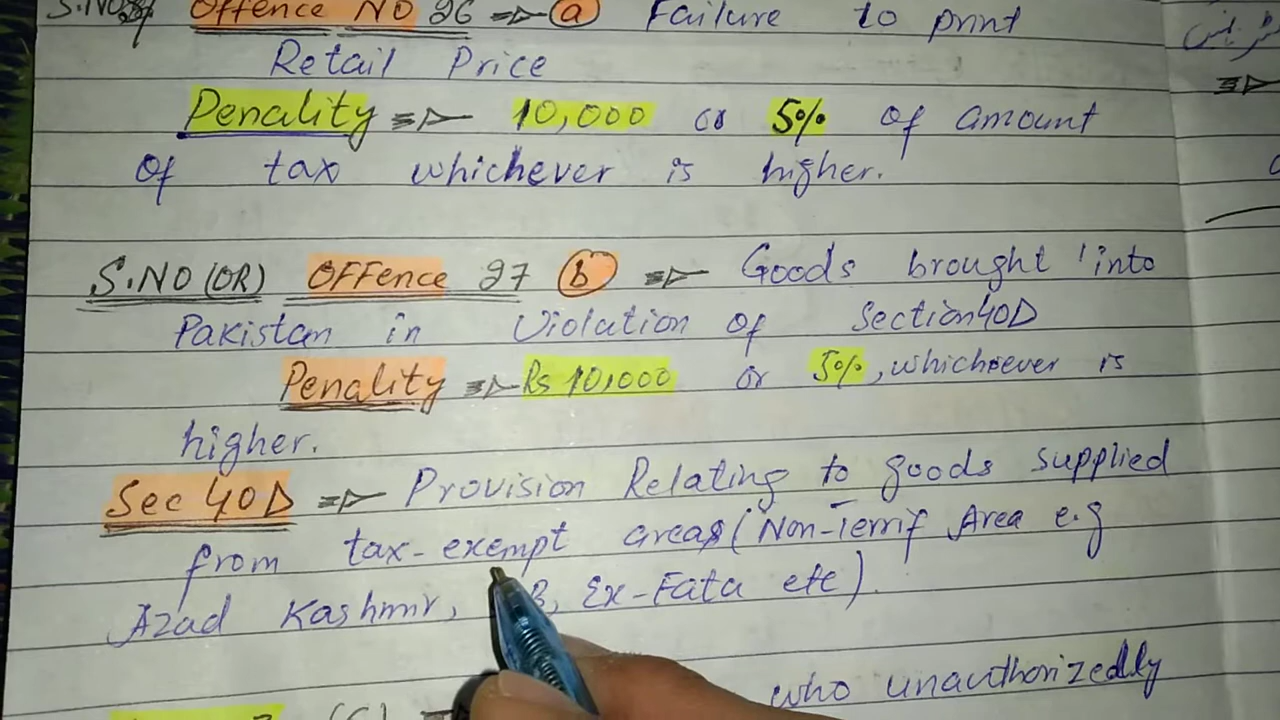 S.NO Offence NO 26 ⇒ (a) Failure to print
Retail Price
Penality ⇒ 10,000 or 5% of amount
of tax whichever is higher.
S.NO (OR) OFFence 27 (b) ⇒ Goods brought into
Pakistan in Violation of Section 40D
Penality ⇒ Rs 10,000 or 5%, whichoever is
higher.
Sec 40D ⇒ Provision Relating to goods supplied
from tax-exempt areas (Non-Terrif Area e.g
Azad Kashmir, B, Ex-Fata etc).
who unauthorizedly
(C)